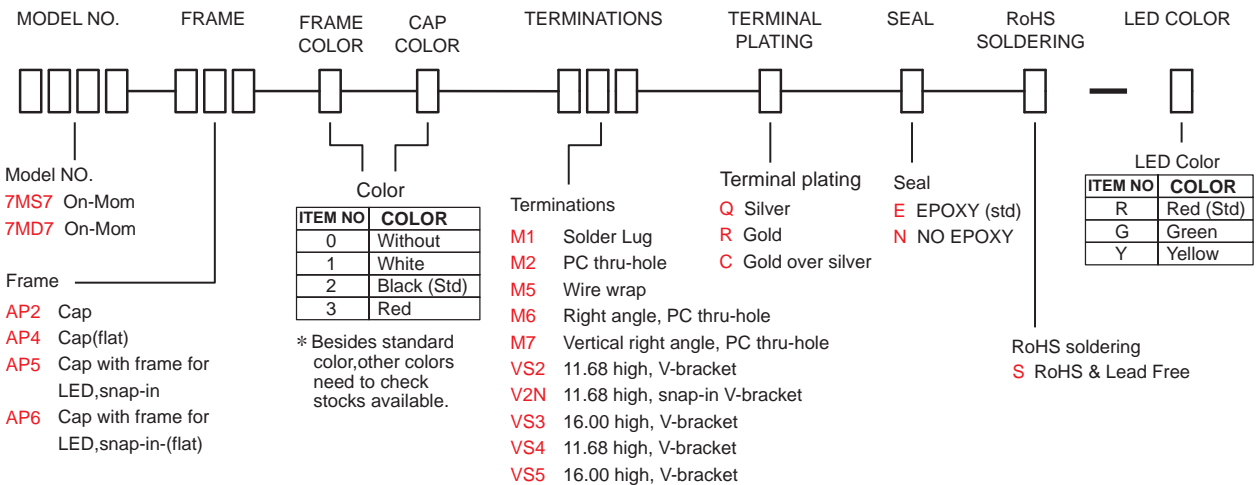 MODEL NO.
FRAME
FRAME
COLOR
CAP
COLOR
TERMINATIONS
TERMINAL
PLATING
SEAL
RoHS
SOLDERING
LED COLOR
Model NO.
7MS7 On-Mom
7MD7 On-Mom
Frame
AP2 Cap
AP4 Cap(flat)
AP5 Cap with frame for
LED,snap-in
AP6 Cap with frame for
LED,snap-in-(flat)
Color
ITEM NO COLOR
0 Without
1 White
2 Black (Std)
3 Red
* Besides standard
color,other colors
need to check
stocks available.
Terminations
M1 Solder Lug
M2 PC thru-hole
M5 Wire wrap
M6 Right angle, PC thru-hole
M7 Vertical right angle, PC thru-hole
VS2 11.68 high, V-bracket
V2N 11.68 high, snap-in V-bracket
VS3 16.00 high, V-bracket
VS4 11.68 high, V-bracket
VS5 16.00 high, V-bracket
Terminal plating
Q Silver
R Gold
C Gold over silver
Seal
E EPOXY (std)
N NO EPOXY
RoHS soldering
S RoHS & Lead Free
LED Color
ITEM NO COLOR
R Red (Std)
G Green
Y Yellow